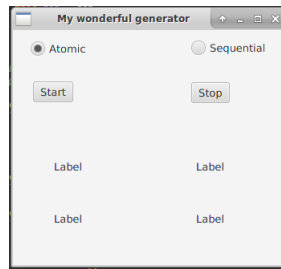 My wonderful generator
Atomic Sequential
Start Stop
Label Label
Label Label